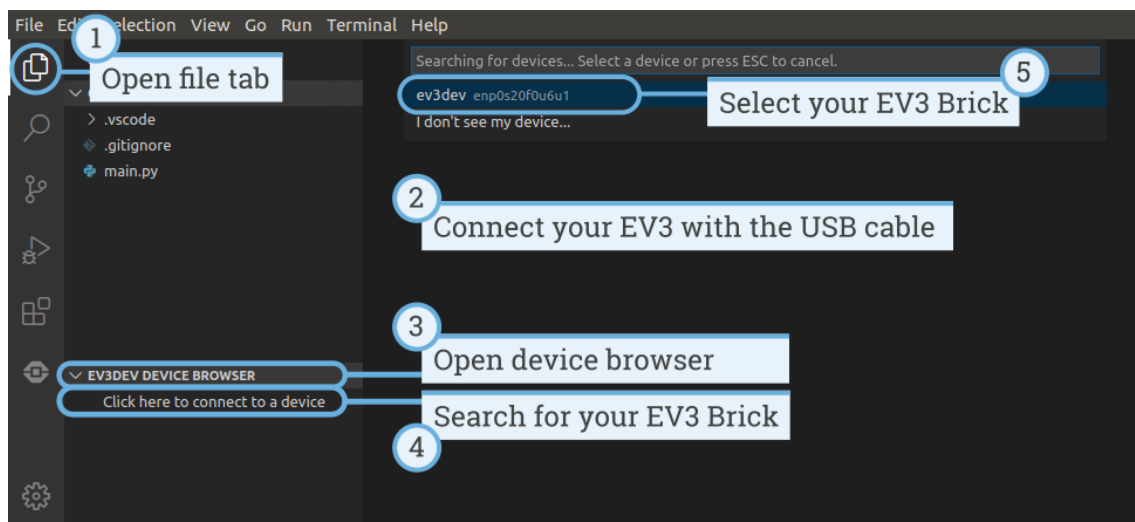 File Ed election View Go Run Terminal Help
1
Open file tab
Searching for devices... Select a device or press ESC to cancel.
ev3dev enp0s20f0u6u1
I don't see my device...
5
Select your EV3 Brick
.vscode
.gitignore
main.py
2
Connect your EV3 with the USB cable
3
Open device browser
EV3DEV DEVICE BROWSER
Click here to connect to a device
Search for your EV3 Brick
4